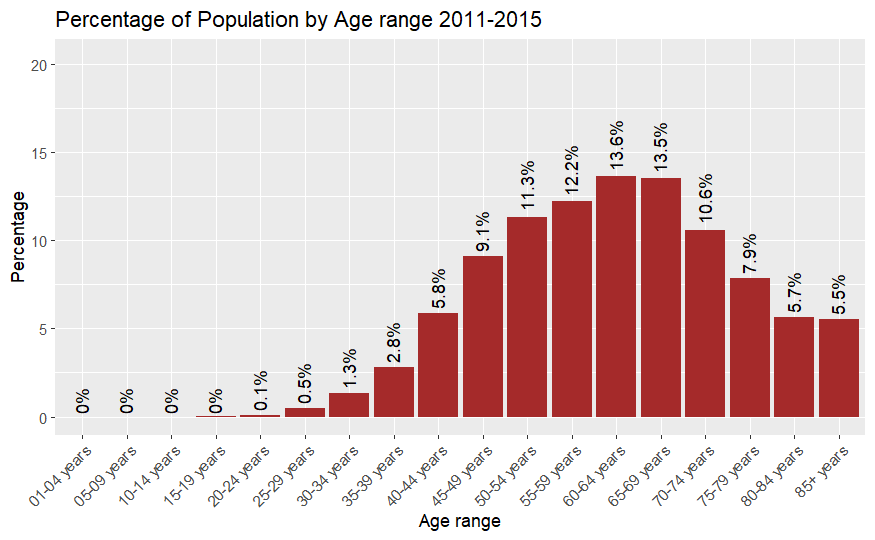 Percentage of Population by Age range 2011-2015
Percentage
20
15
10
5
0
0%
0%
0%
0%
0.1%
0.5%
1.3%
2.8%
5.8%
9.1%
11.3%
12.2%
13.6%
13.5%
10.6%
7.9%
5.7%
5.5%
01-04 years
05-09 years
10-14 years
15-19 years
20-24 years
25-29 years
30-34 years
35-39 years
40-44 years
45-49 years
50-54 years
55-59 years
60-64 years
65-69 years
70-74 years
75-79 years
80-84 years
85+ years
Age range